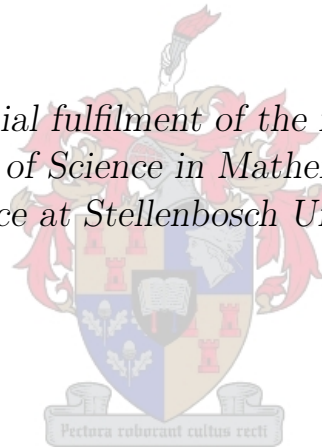 ial fulfilment of the
of Science in Mathe
ce at Stellenbosch U
Pectora roborant cultus recti